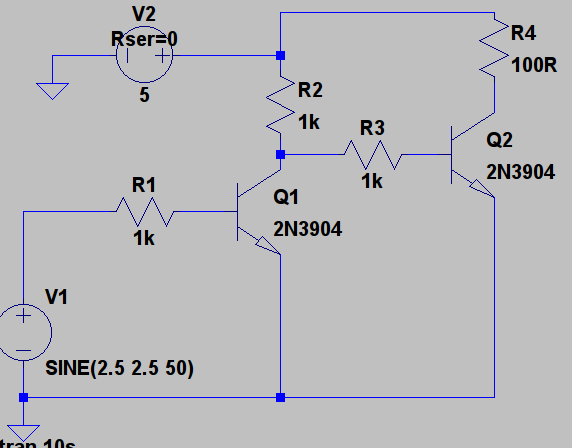 V2
Rser=0
5
R4
100R
R2
1k
R3
1k
Q2
2N3904
R1
1k
Q1
2N3904
V1
SINE(2.5 2.5 50)
tran 10s